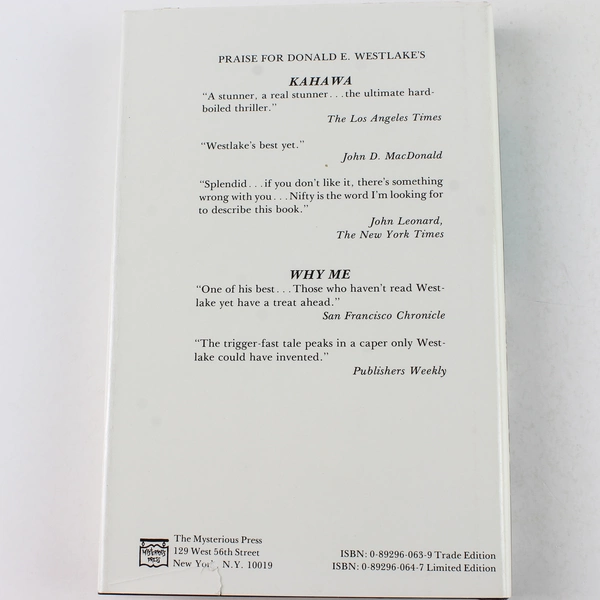 PRAISE FOR DONALD E. WESTLAKE'S
KAHAWA
"A stunner, a real stunner...the ultimate hard-
boiled thriller."
The Los Angeles Times
"Westlake's best yet."
John D. MacDonald
"Splendid...if you don't like it, there's something
wrong with you...Nifty is the word I'm looking for
to describe this book."
John Leonard,
The New York Times
WHY ME
"One of his best...Those who haven't read West-
lake yet have a treat ahead."
San Francisco Chronicle
"The trigger-fast tale peaks in a caper only West-
lake could have invented."
Publishers Weekly
MYSTERIOUS
PRESS
The Mysterious Press
129 West 56th Street
New York, N.Y. 10019
ISBN: 0-89296-063-9 Trade Edition
ISBN: 0-89296-064-7 Limited Edition